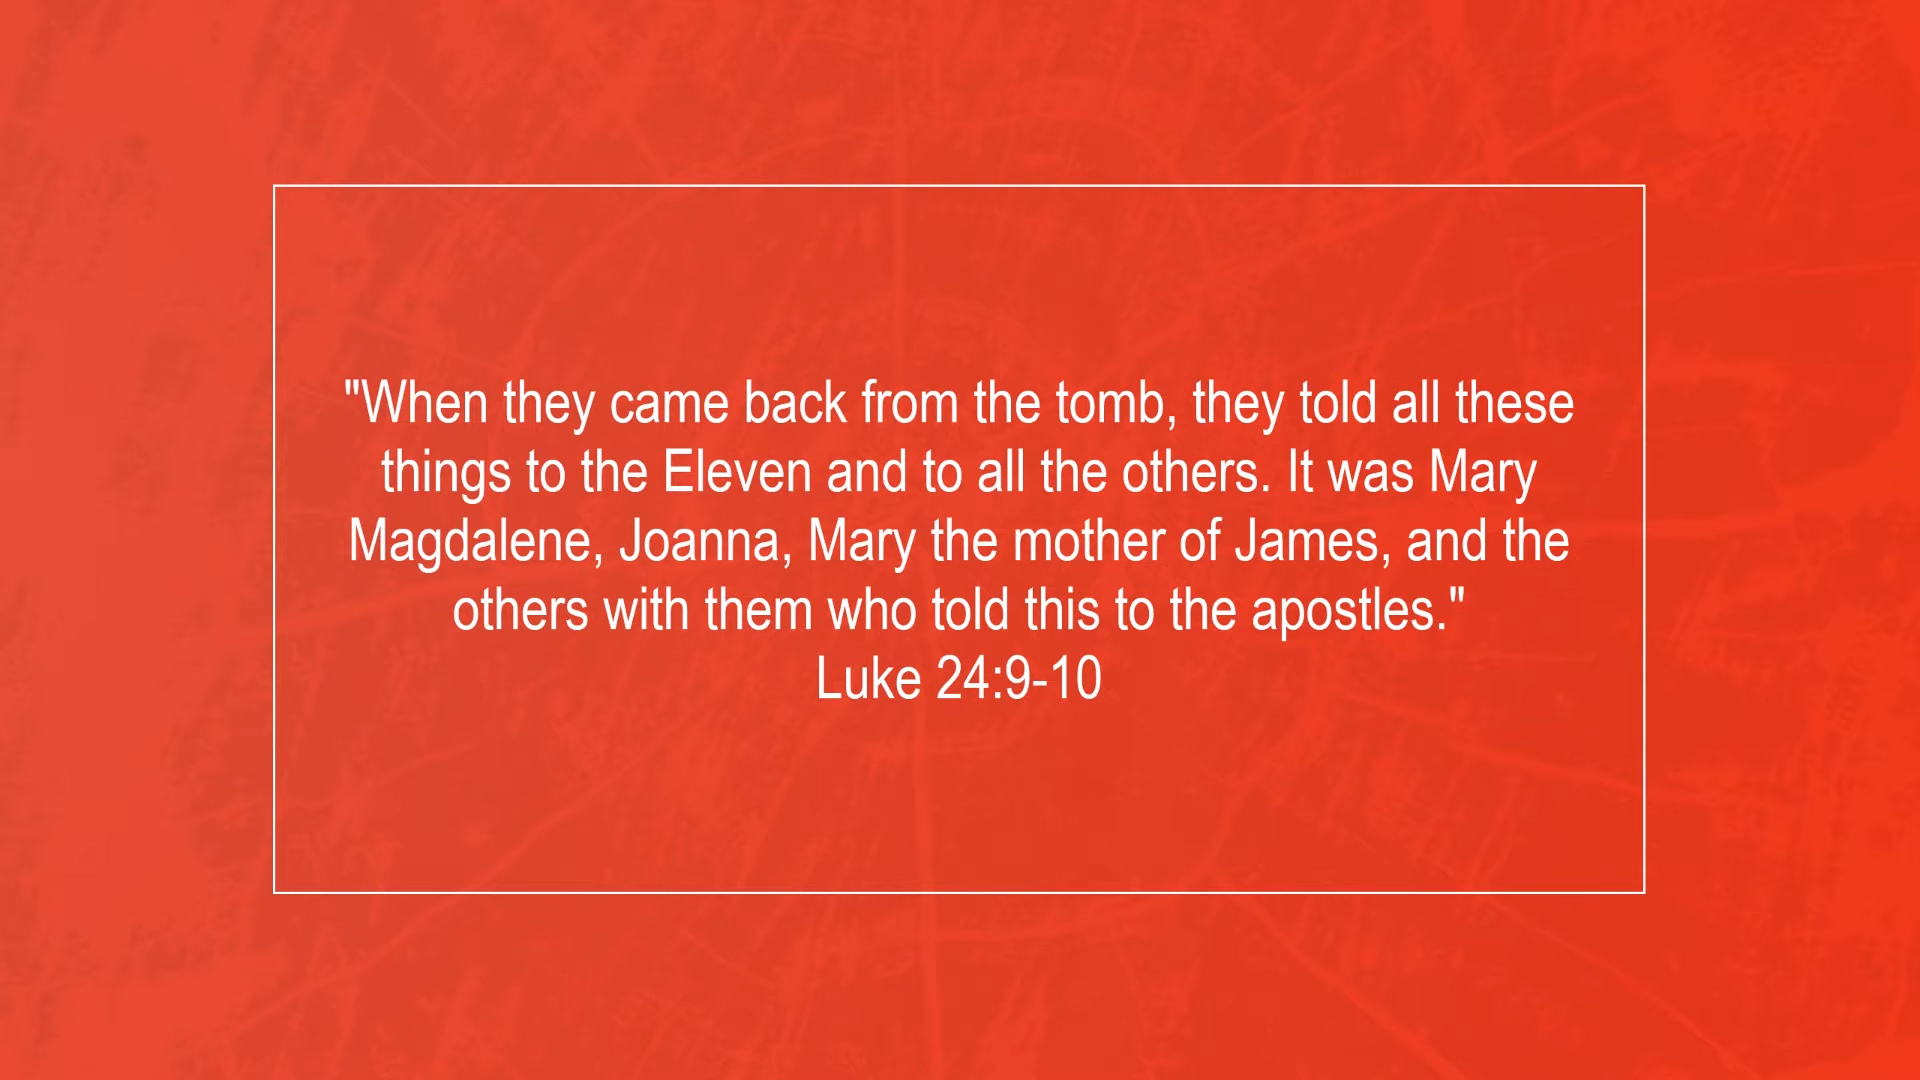 "When they came back from the tomb, they told all these
things to the Eleven and to all the others. It was Mary
Magdalene, Joanna, Mary the mother of James, and the
others with them who told this to the apostles."
Luke 24:9-10